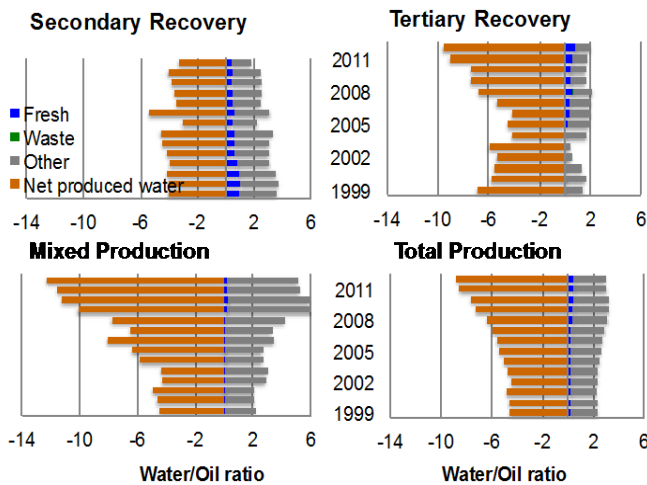 Secondary Recovery
Tertiary Recovery
-14 -10 -6 -2 2 6
Fresh
Waste
Other
Net produced water
2011
2008
2005
2002
1999
-14 -10 -6 -2 2 6
Mixed Production
Total Production
-14 -10 -6 -2 2 6
Water/Oil ratio
2011
2008
2005
2002
1999
-14 -10 -6 -2 2 6
Water/Oil ratio